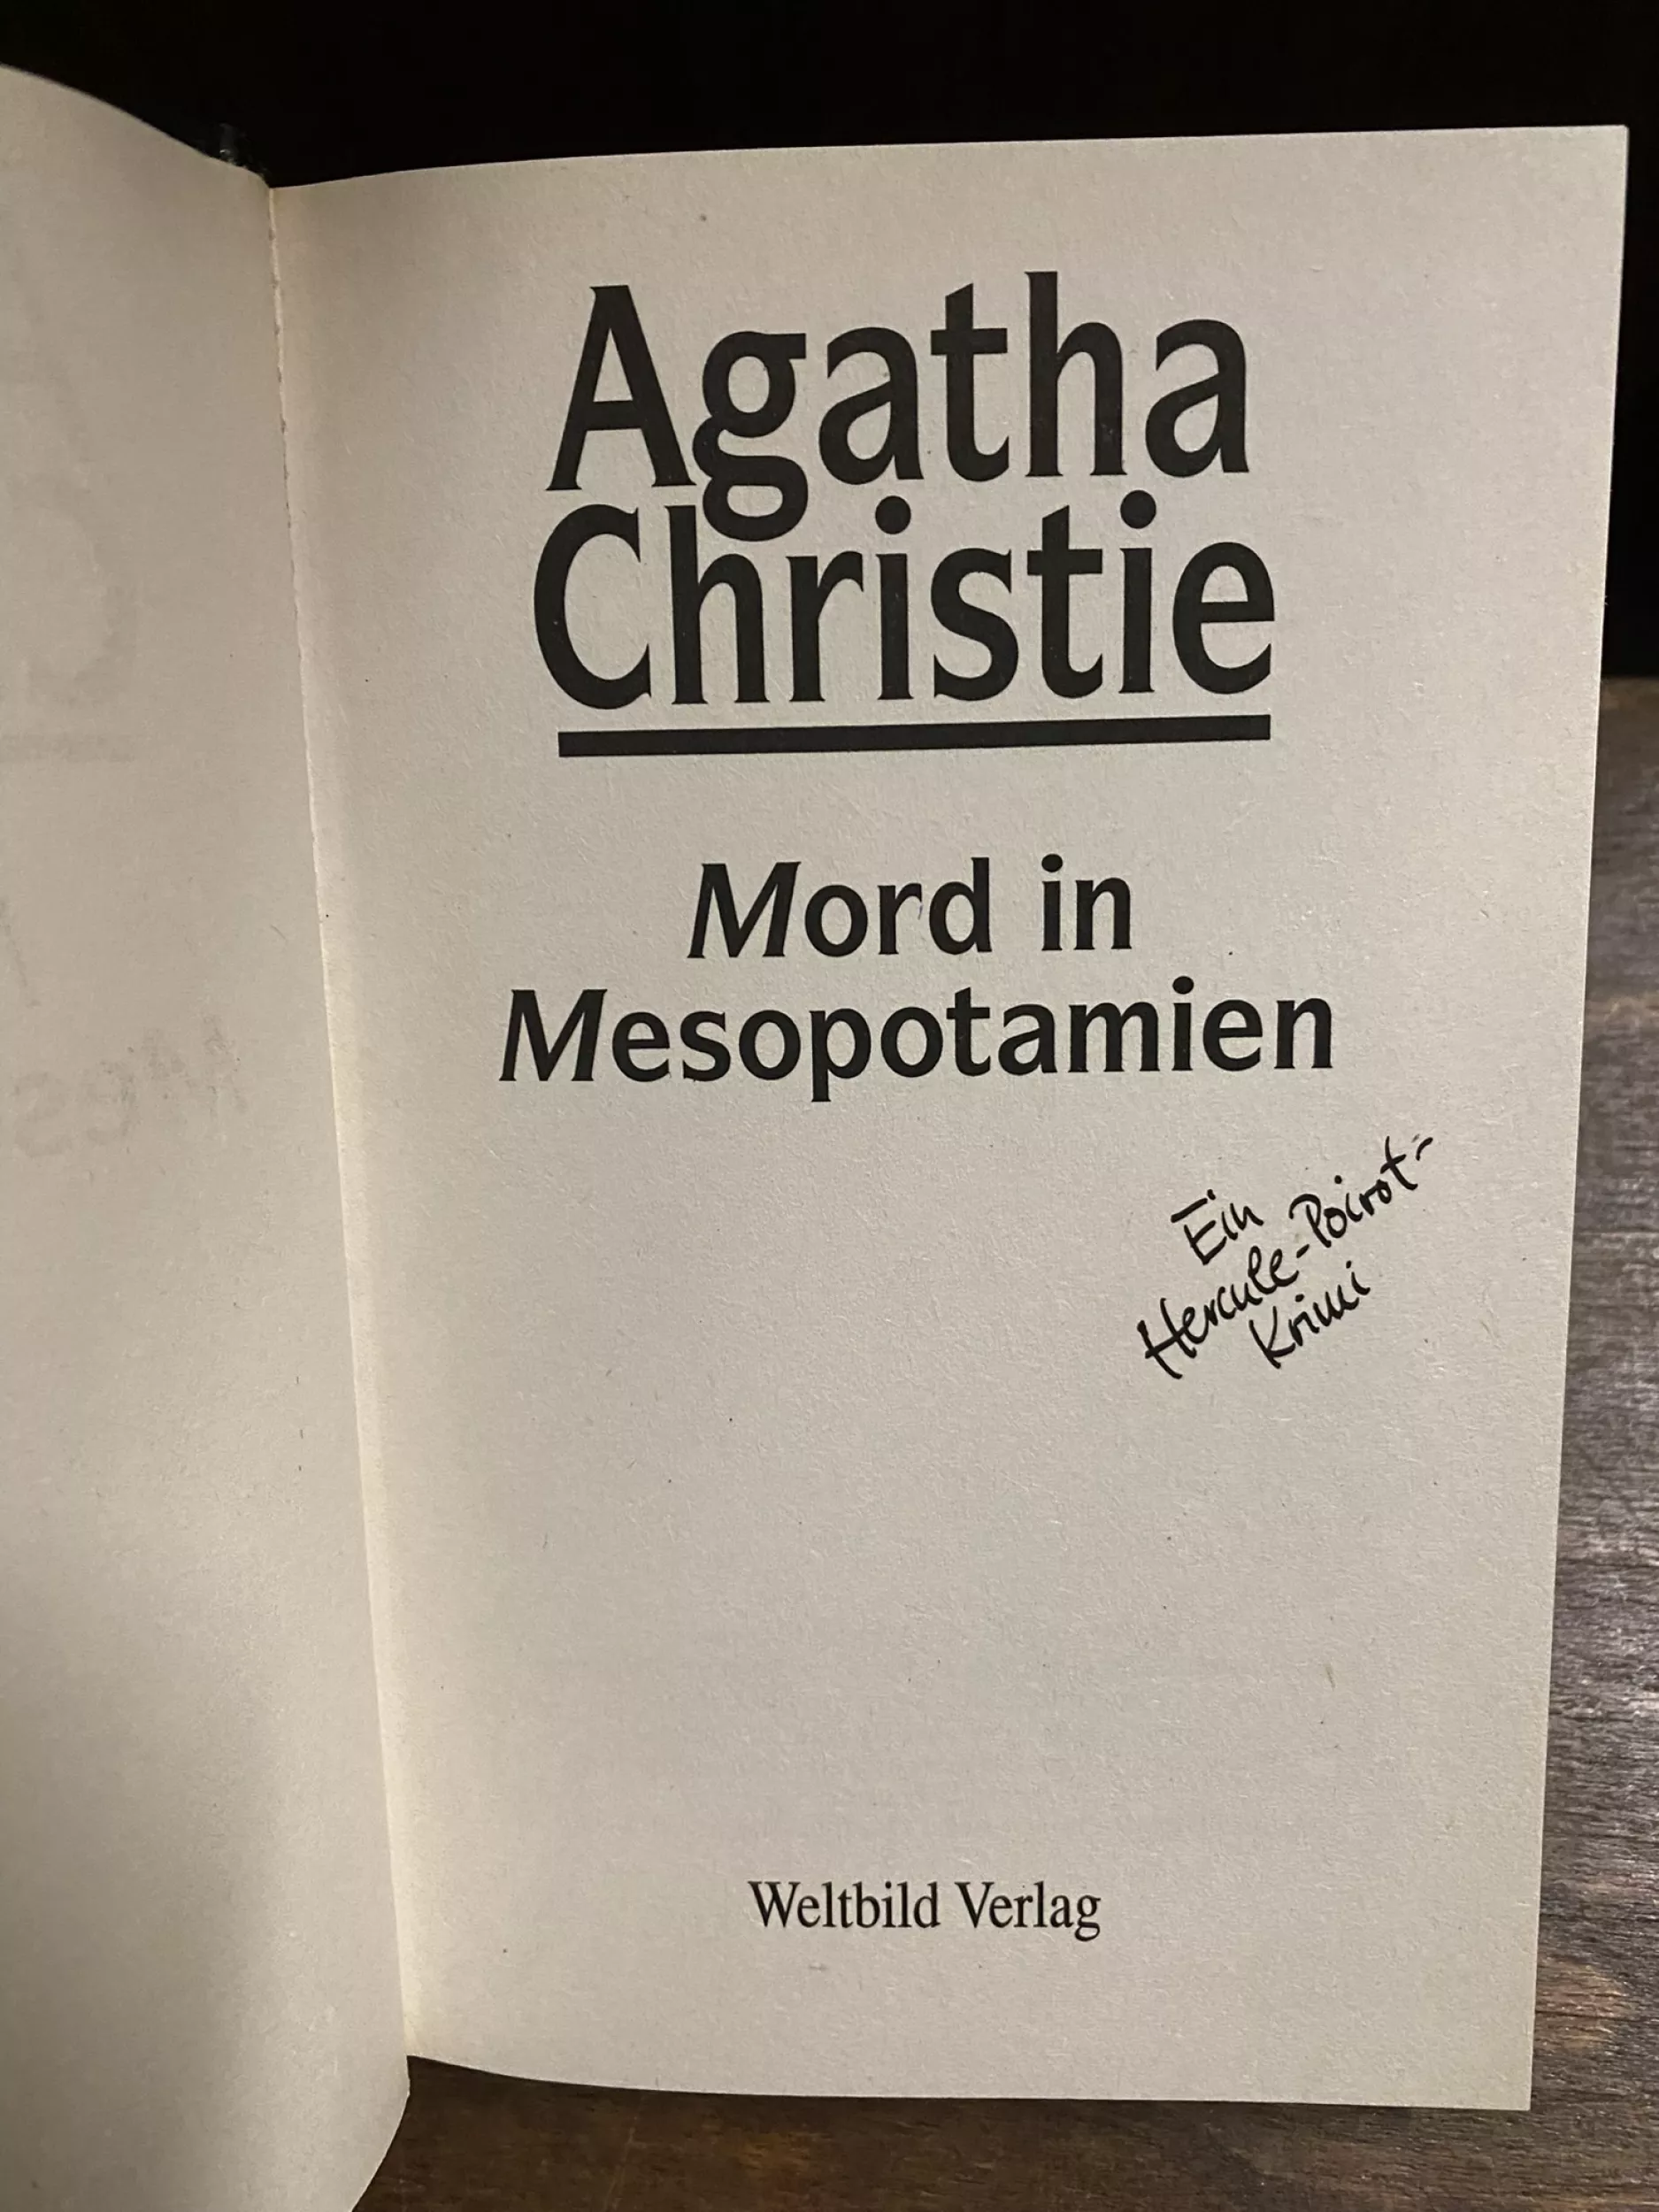 Agatha
Christie
Mord in
Mesopotamien
Ein
Hercule-Poirot-
Krimi
Weltbild Verlag